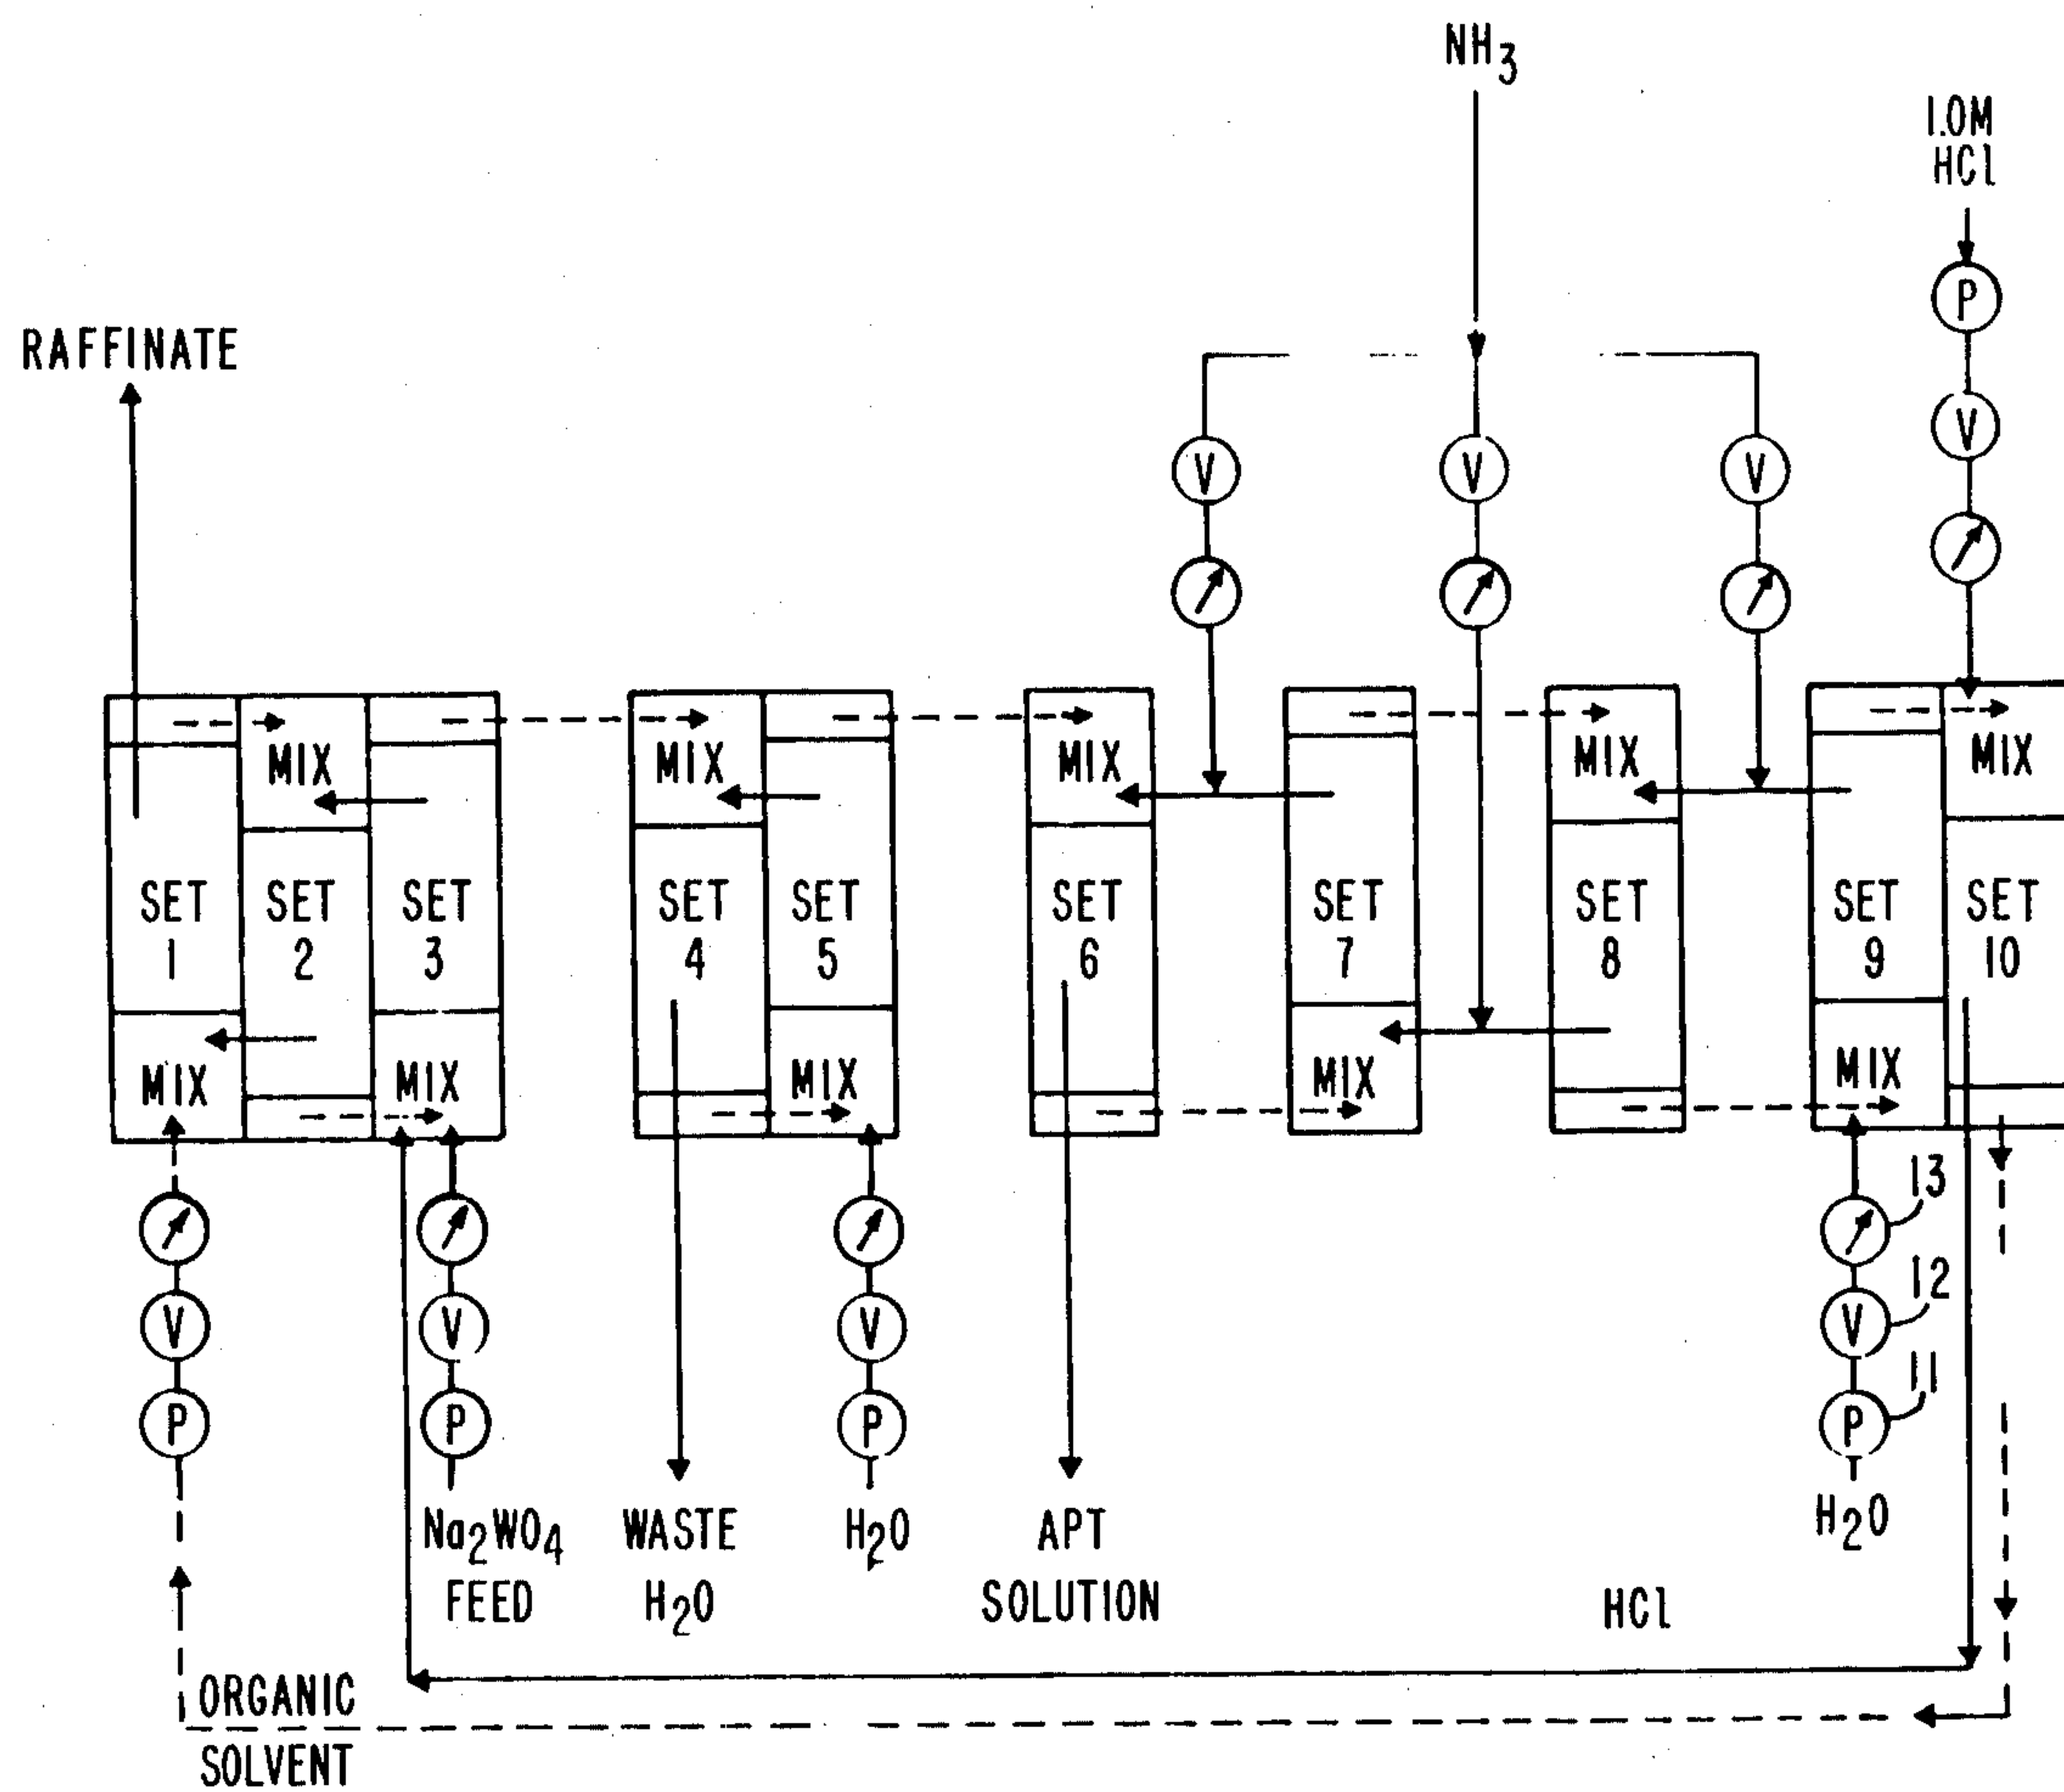 NH3
1.0M
HCl
P
RAFFINATE
V
V
V
V
MIX
MIX
MIX
MIX
MIX
SET
1
SET
2
SET
3
SET
4
SET
5
SET
6
SET
7
SET
8
SET
9
SET
10
MIX
MIX
MIX
MIX
MIX
13
12
11
V
V
V
V
P
P
P
P
Na2WO4
FEED
WASTE
H2O
H2O
APT
SOLUTION
H2O
HCl
ORGANIC
SOLVENT